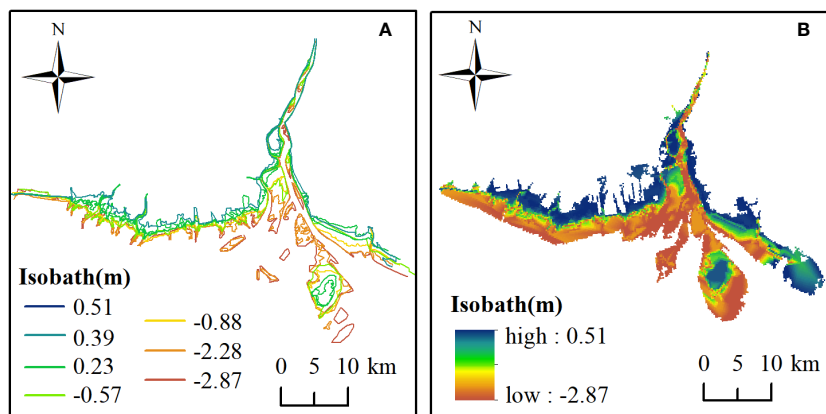 N
A
Isobath(m)
0.51
0.39
0.23
-0.57
-0.88
-2.28
-2.87
0 5 10 km
N
B
Isobath(m)
high : 0.51
low : -2.87
0 5 10 km